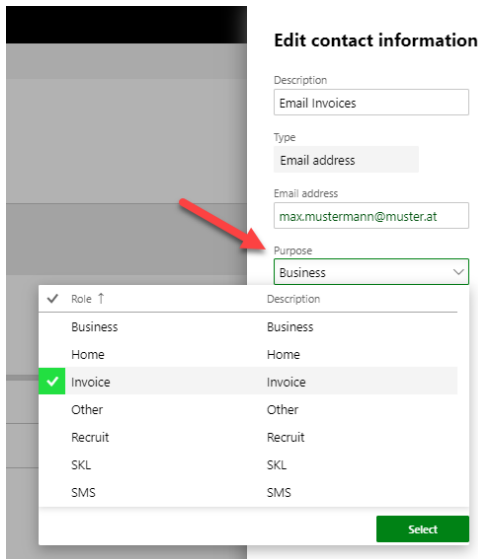 Edit contact information
Description
Email Invoices
Type
Email address
Email address
max.mustermann@muster.at
Purpose
Business
Role ↑ Description
Business Business
Home Home
Invoice Invoice
Other Other
Recruit Recruit
SKL SKL
SMS SMS
Select